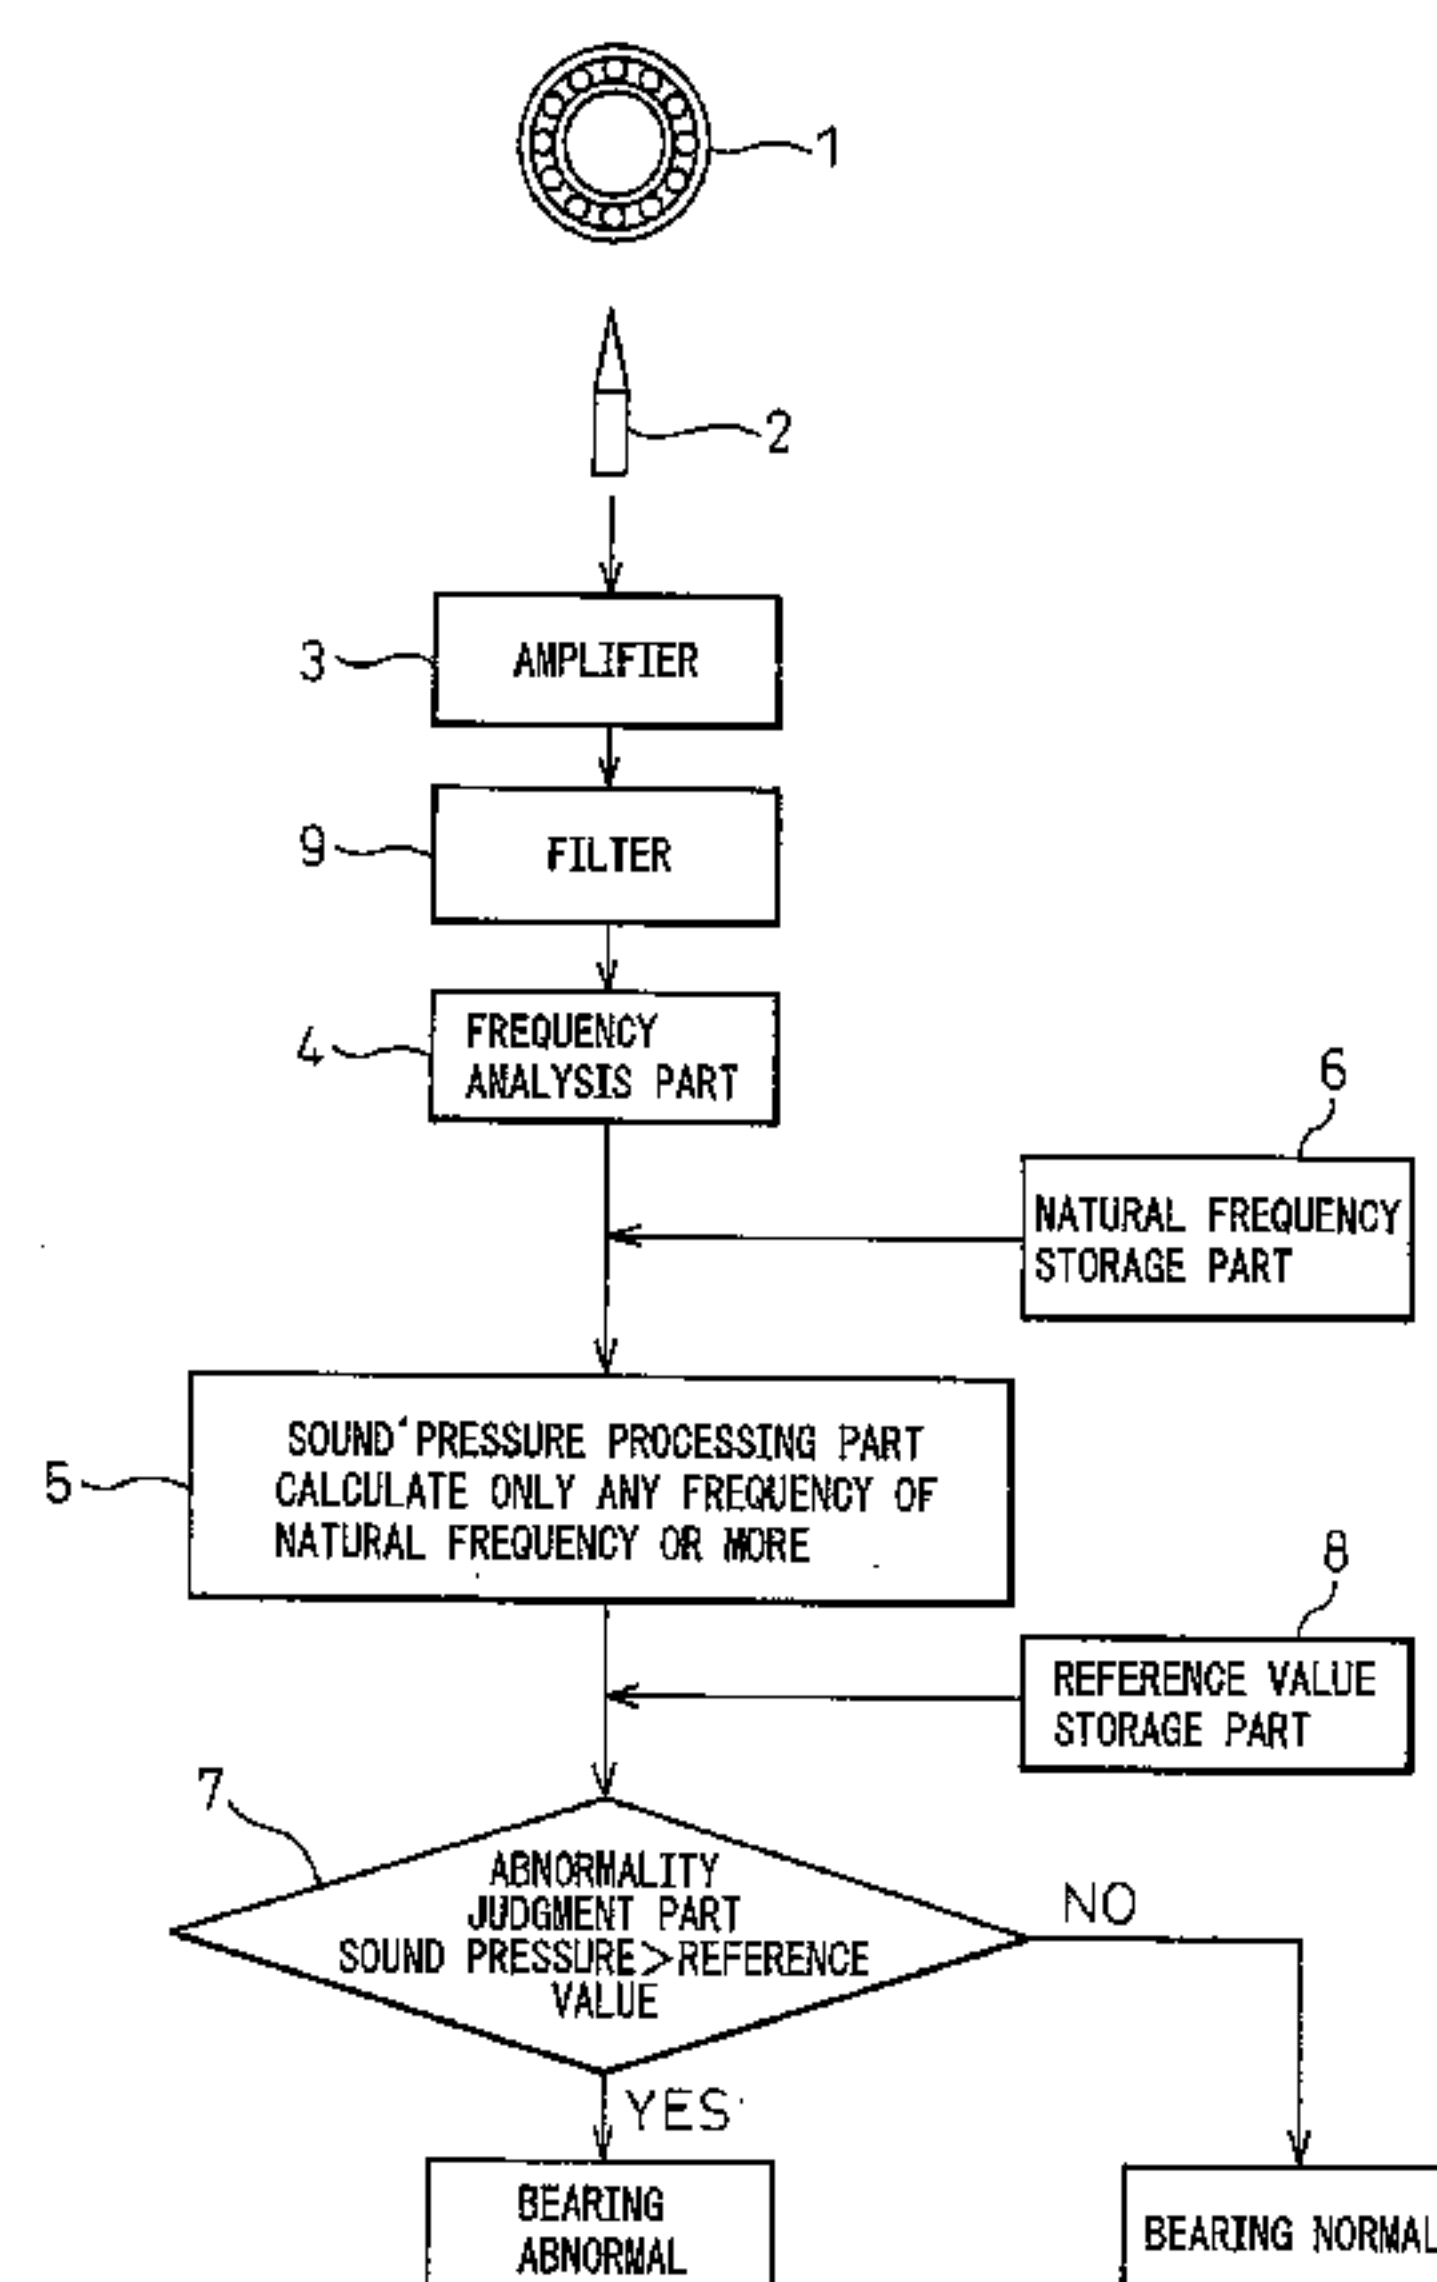 1
2
3
AMPLIFIER
9
FILTER
4
FREQUENCY
ANALYSIS PART
6
NATURAL FREQUENCY
STORAGE PART
5
SOUND PRESSURE PROCESSING PART
CALCULATE ONLY ANY FREQUENCY OF
NATURAL FREQUENCY OR MORE
8
REFERENCE VALUE
STORAGE PART
7
ABNORMALITY
JUDGMENT PART
SOUND PRESSURE>REFERENCE
VALUE
NO
YES
BEARING
ABNORMAL
BEARING NORMAL